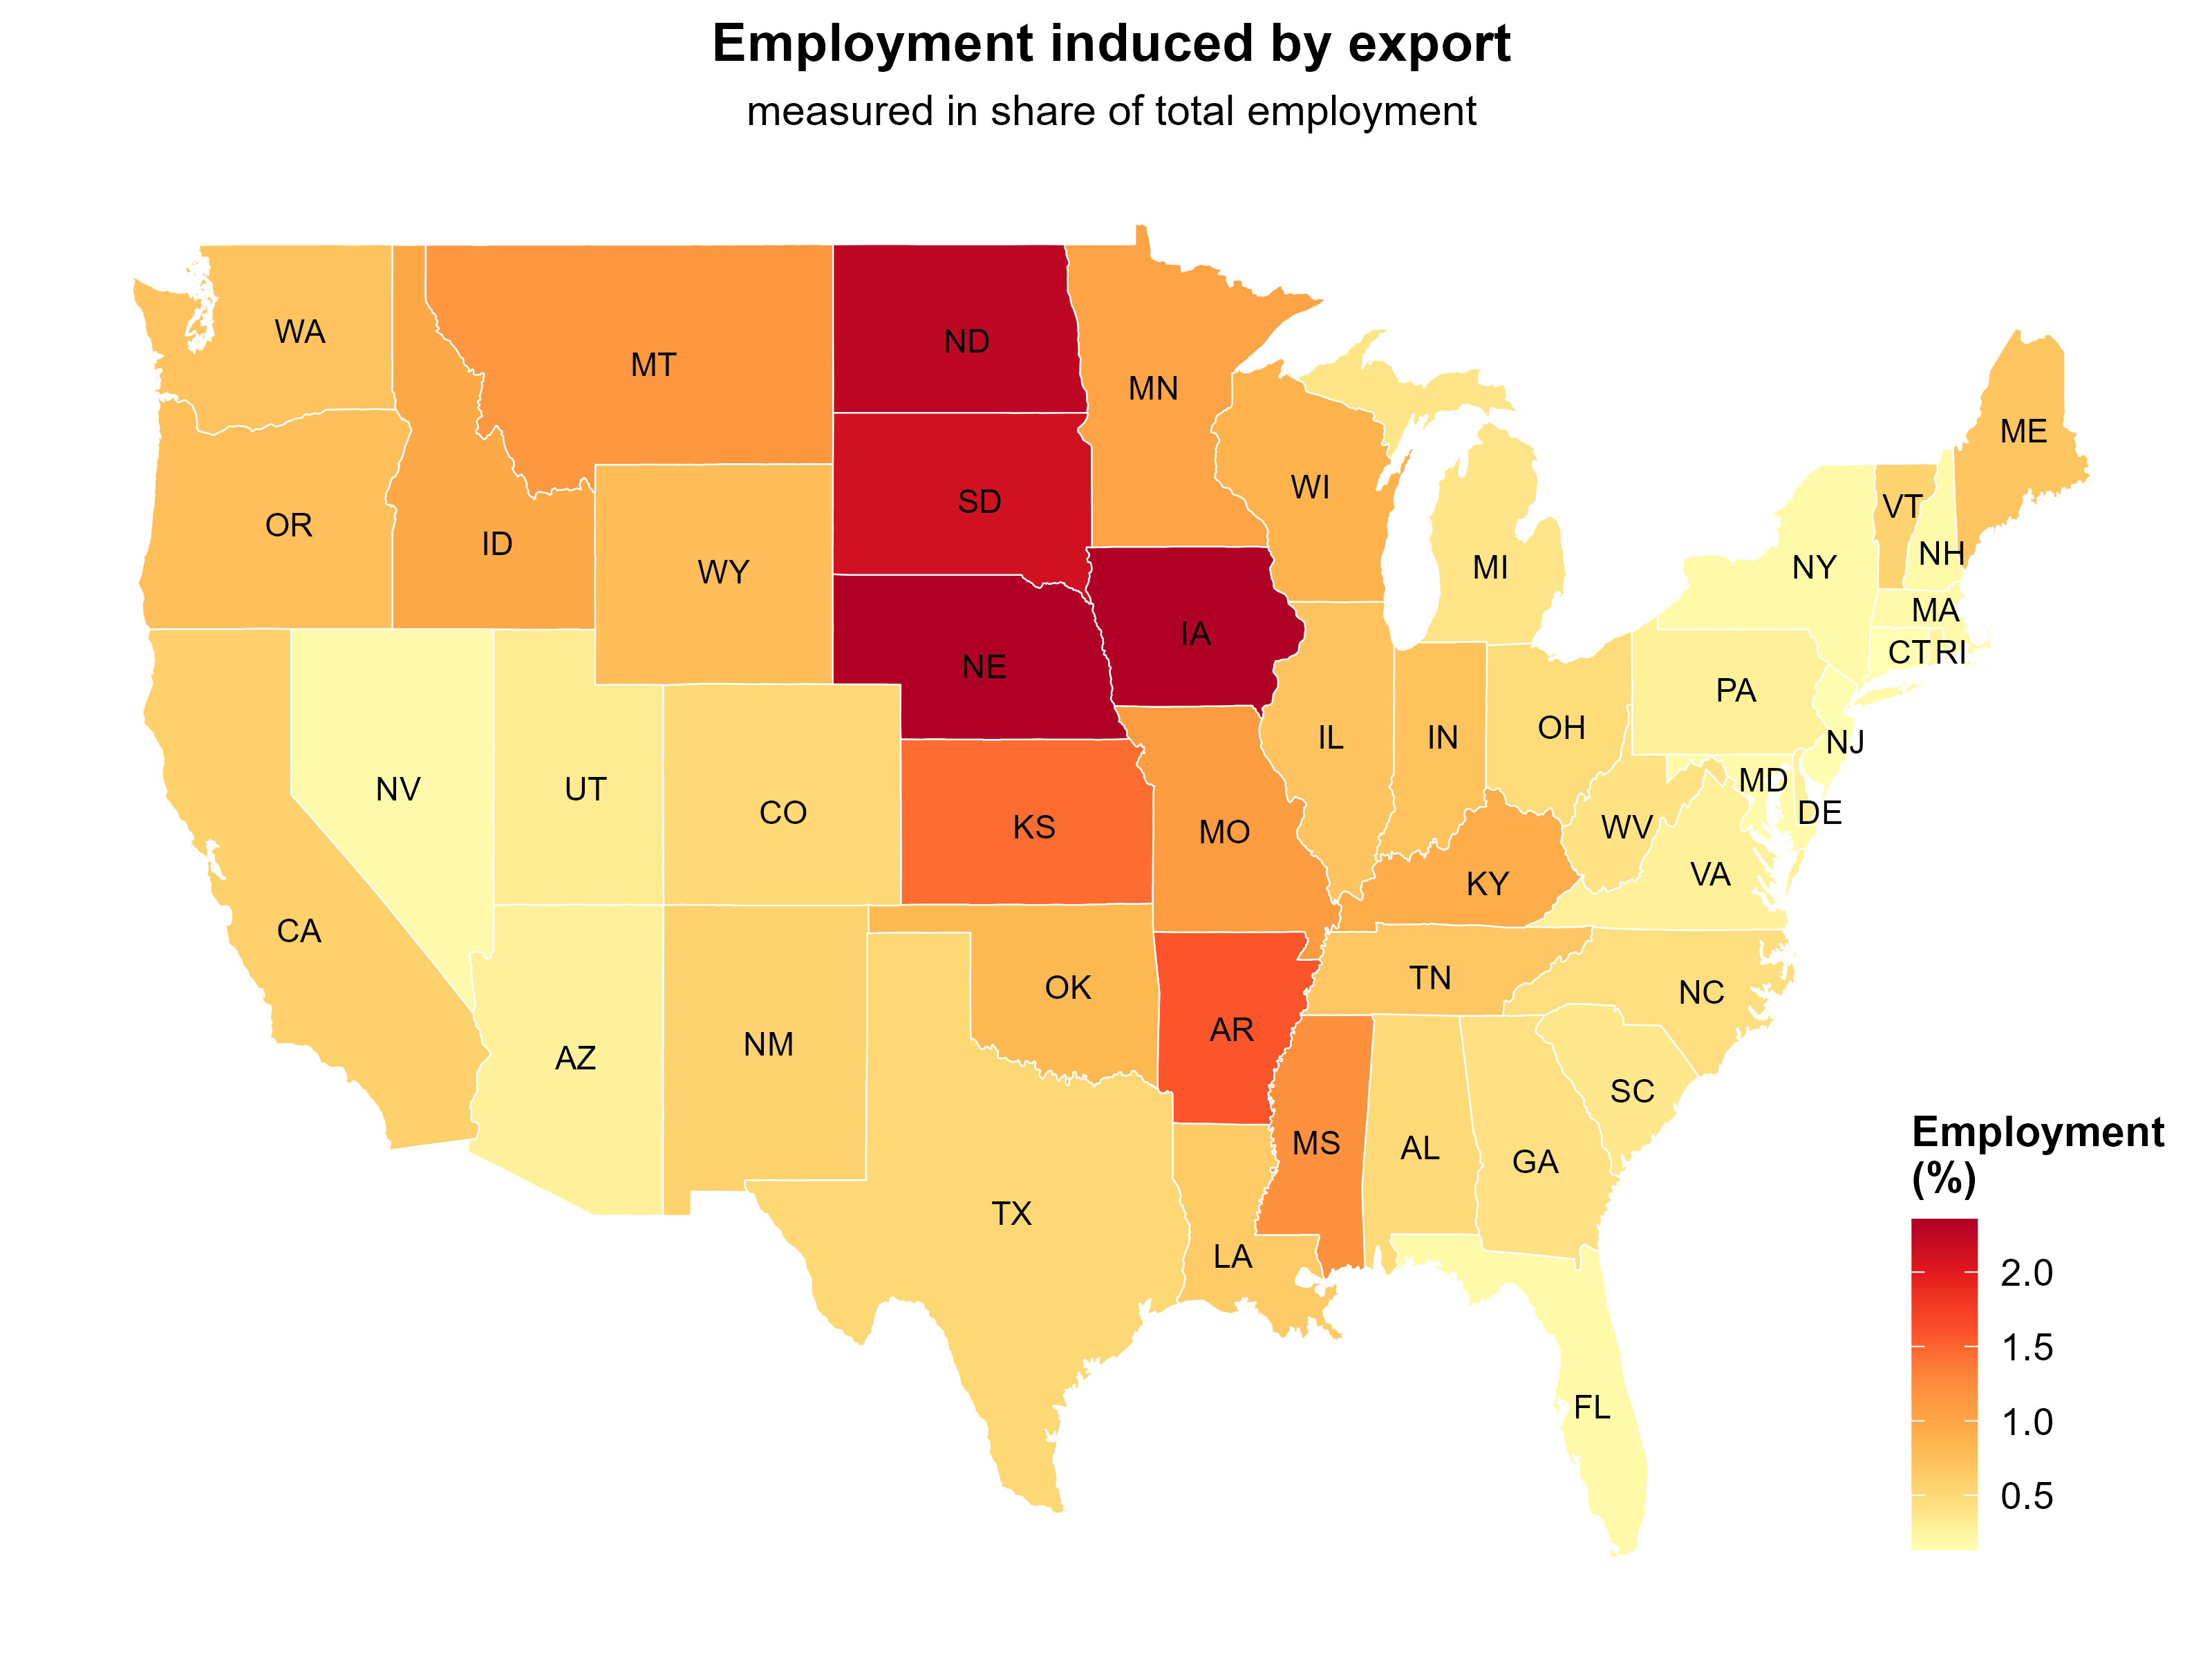 Employment induced by export
measured in share of total employment
WA
MT
ND
MN
ME
OR
ID
WY
SD
WI
MI
VT
NH
NY
MA
CT RI
NE
IA
PA
NJ
NV
UT
CO
KS
MO
IL
IN
OH
MD
DE
WV
VA
KY
CA
AZ
NM
OK
AR
TN
NC
SC
MS
AL
GA
TX
LA
FL
Employment
(%)
2.0
1.5
1.0
0.5